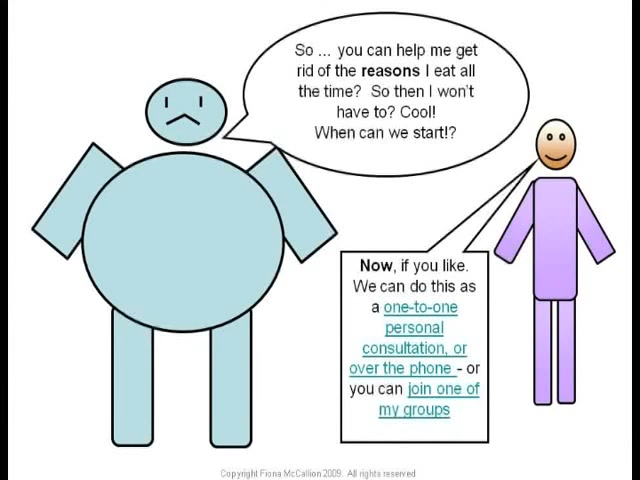 So ... you can help me get
rid of the reasons I eat all
the time?  So then I won't
have to? Cool!
When can we start!?
Now, if you like.
We can do this as
a one-to-one
personal
consultation, or
over the phone - or
you can join one of
my groups
Copyright Fiona McCallion 2009.  All rights reserved